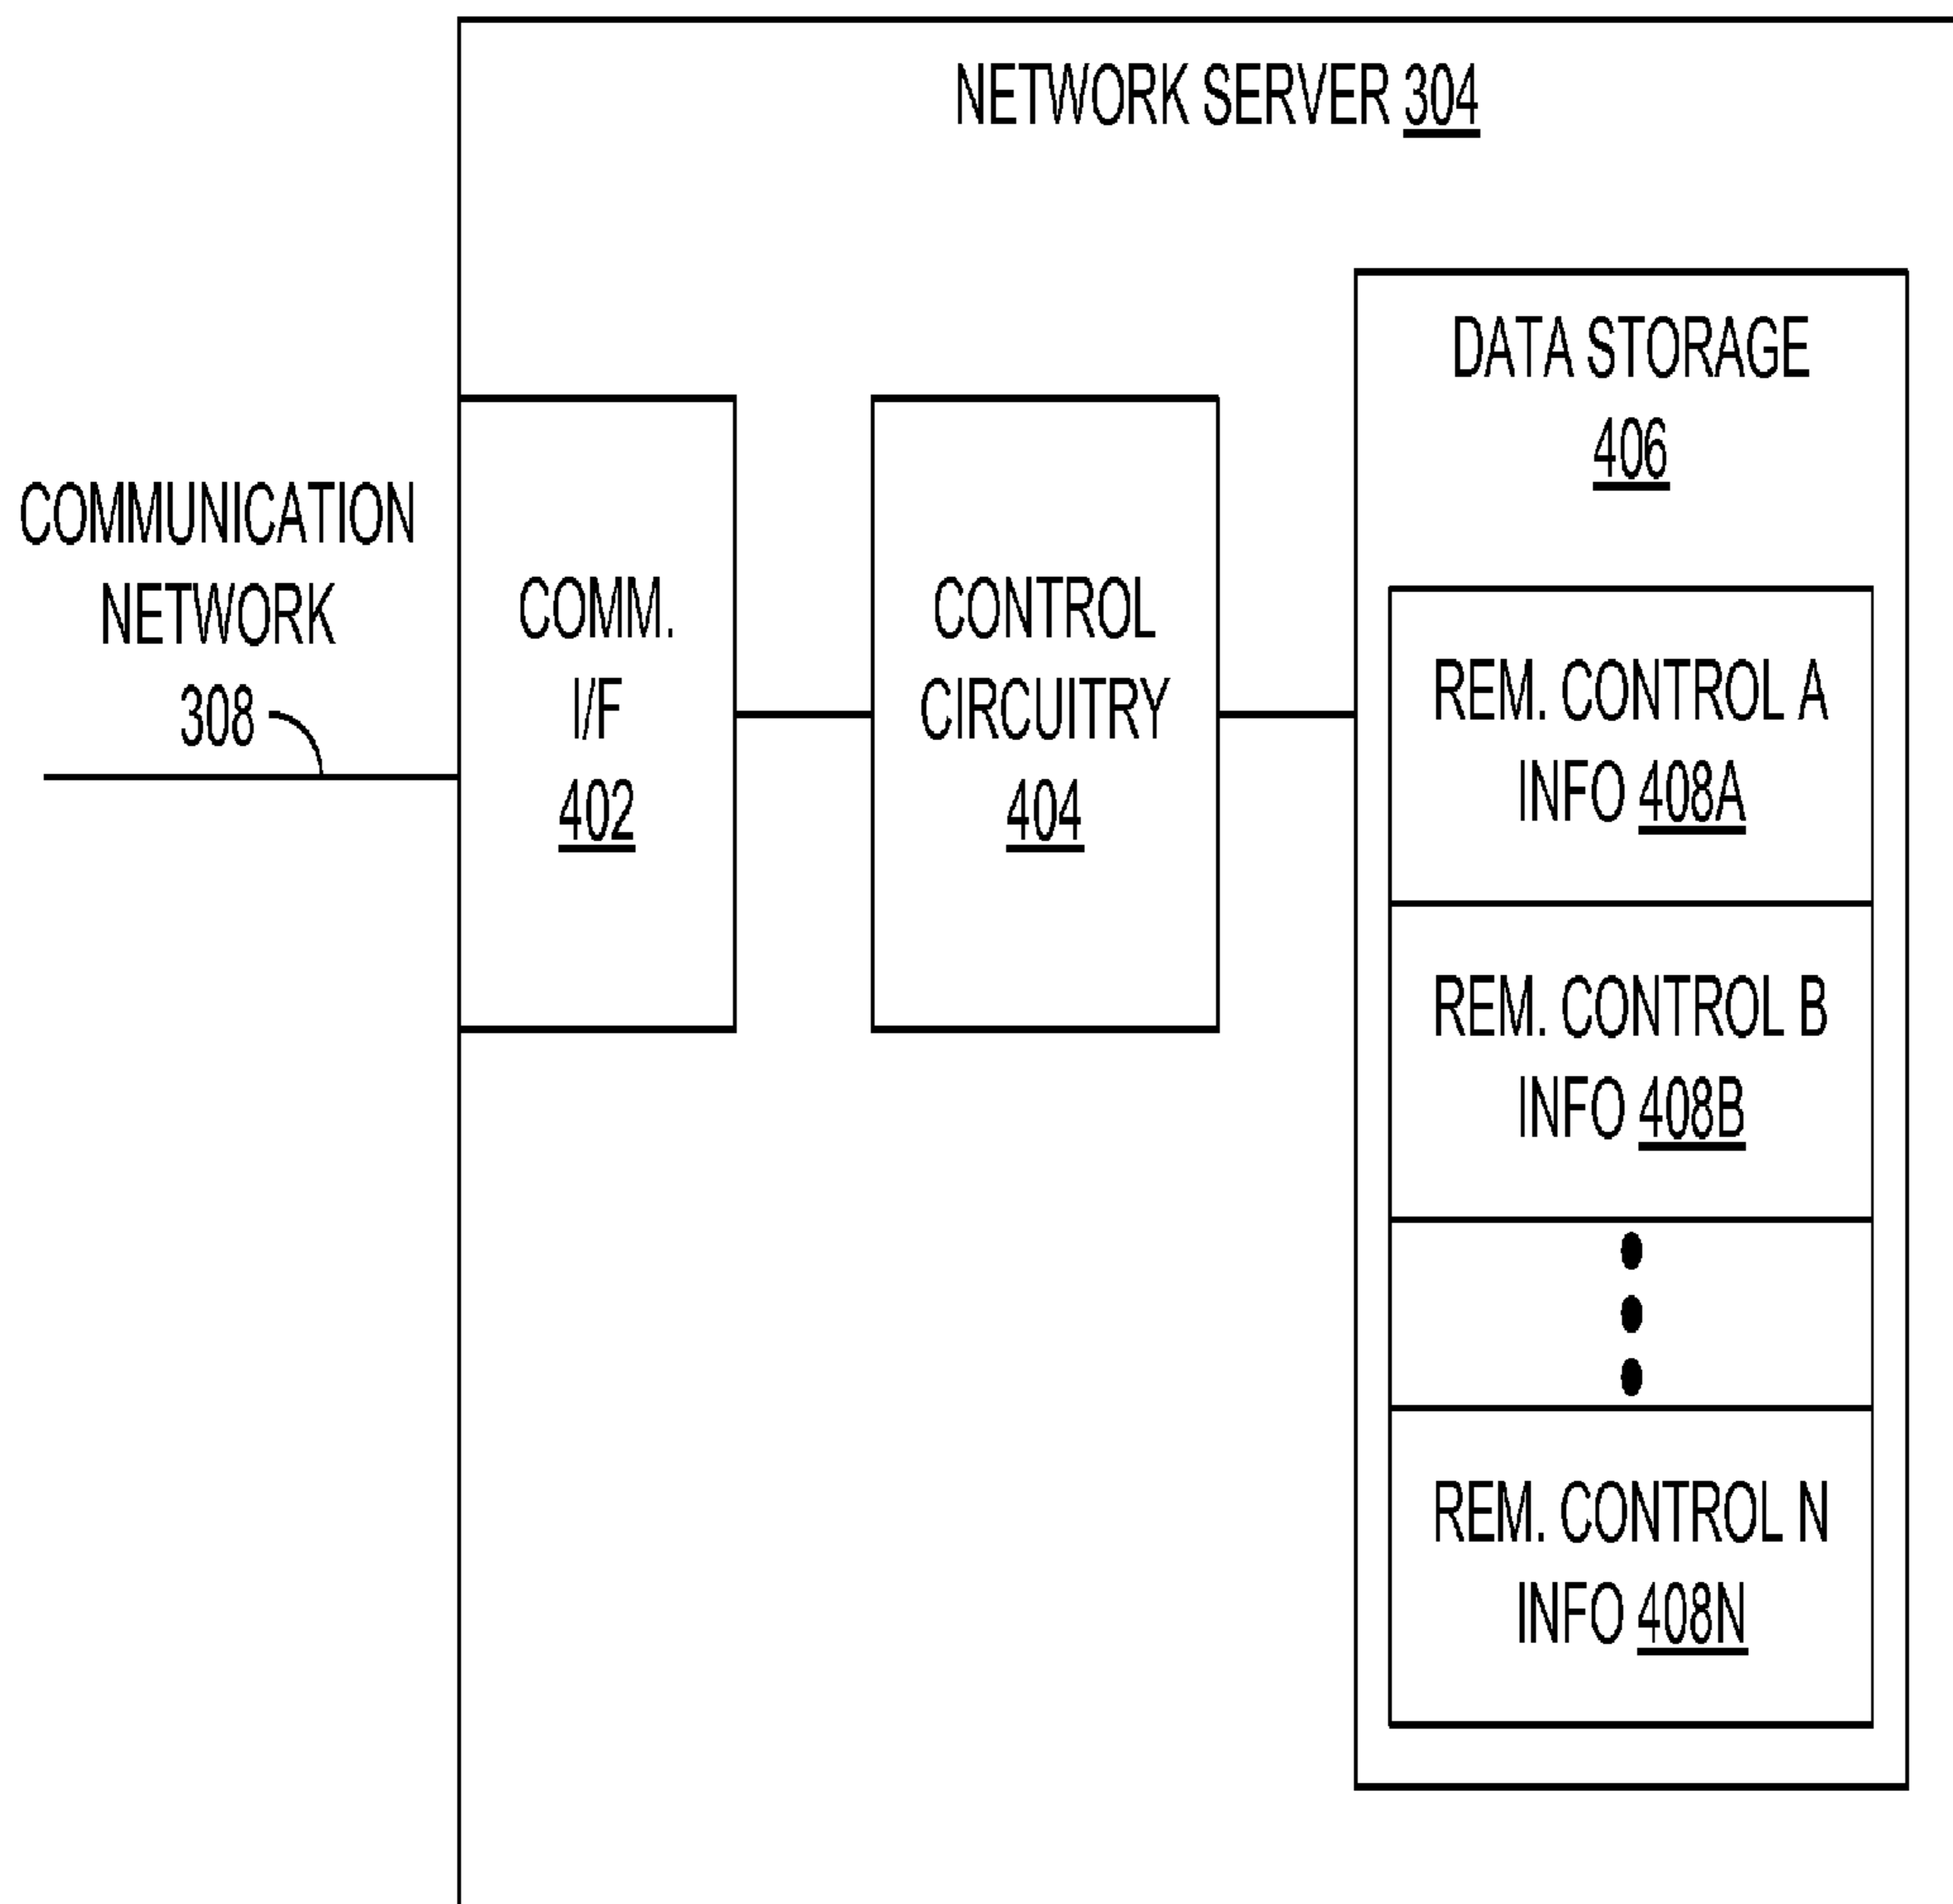 NETWORK SERVER 304
COMMUNICATION
NETWORK
308
COMM.
I/F
402
CONTROL
CIRCUITRY
404
DATA STORAGE
406
REM. CONTROL A
INFO 408A
REM. CONTROL B
INFO 408B
REM. CONTROL N
INFO 408N